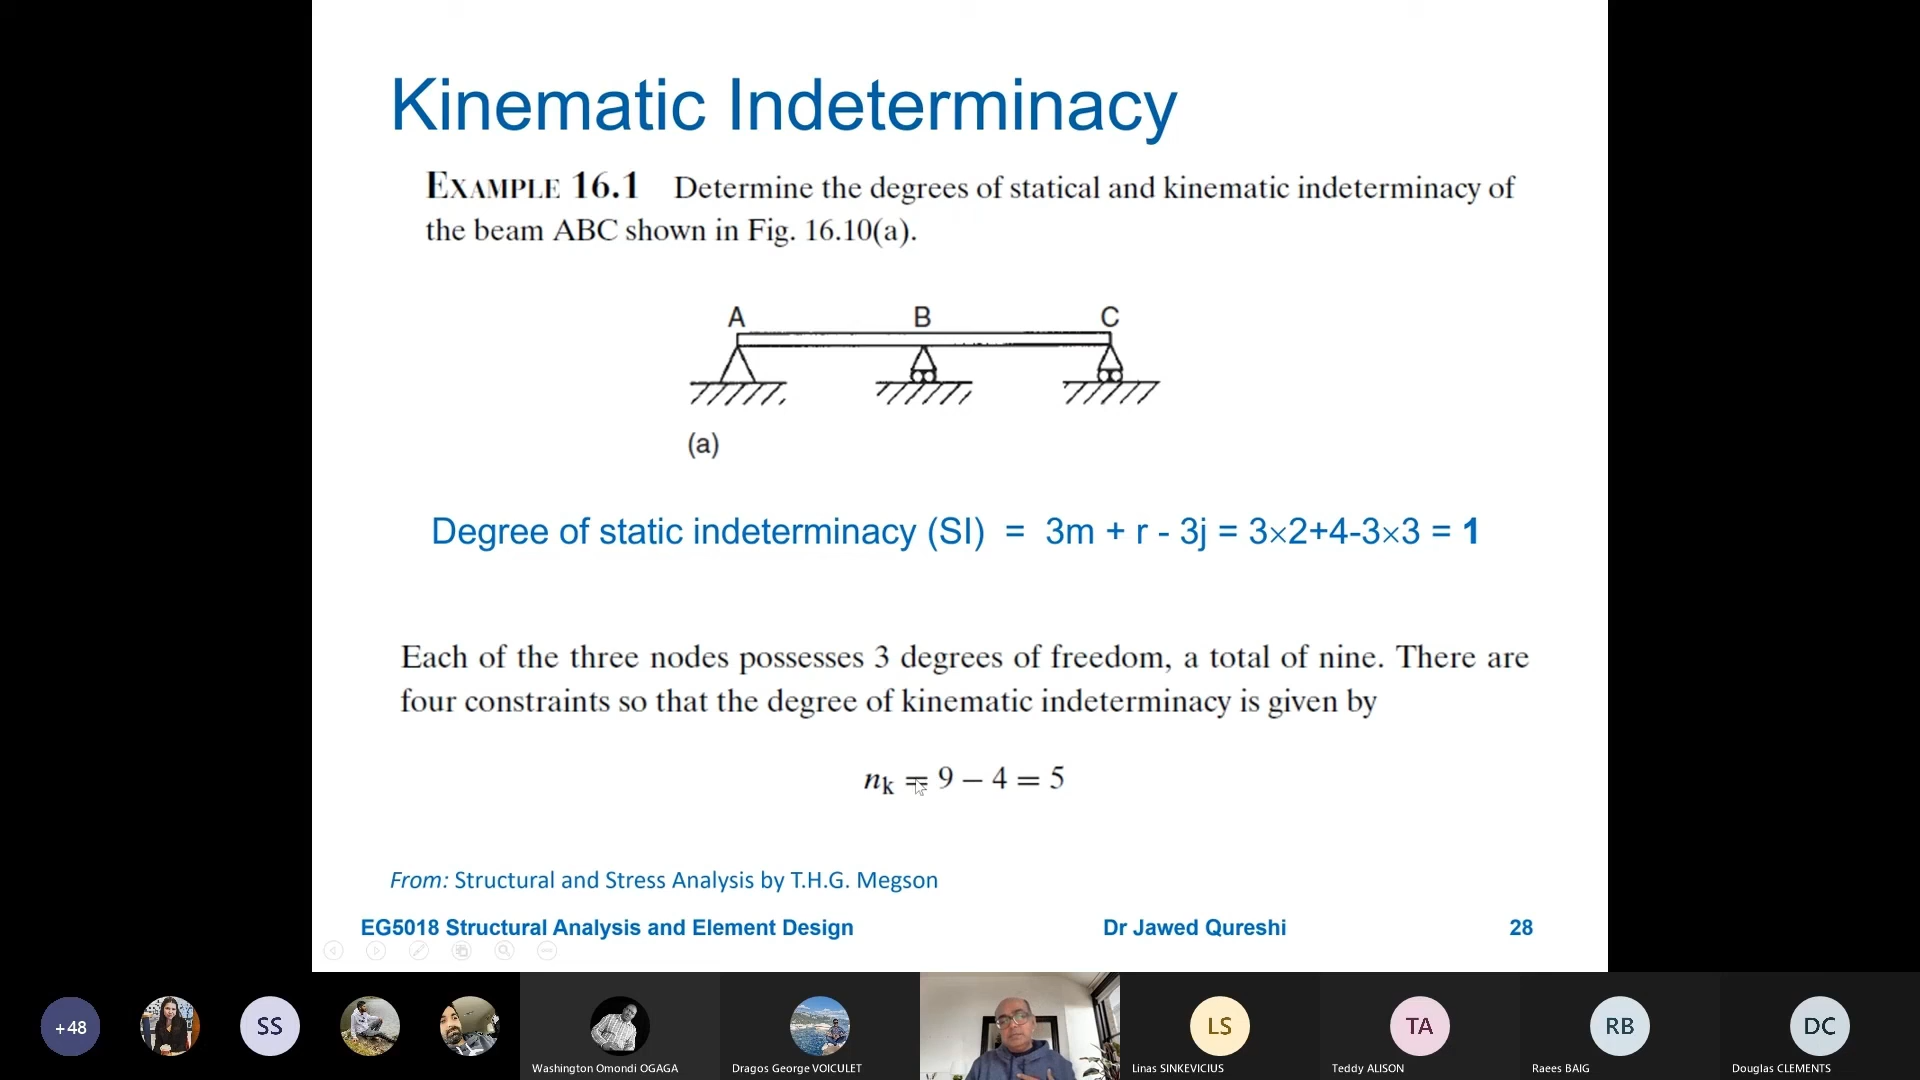 Kinematic Indeterminacy
EXAMPLE 16.1 Determine the degrees of statical and kinematic indeterminacy of
the beam ABC shown in Fig. 16.10(a).
A B C
(a)
Degree of static indeterminacy (SI) = 3m + r - 3j = 3×2+4-3×3 = 1
Each of the three nodes possesses 3 degrees of freedom, a total of nine. There are
four constraints so that the degree of kinematic indeterminacy is given by
nk = 9 – 4 = 5
From: Structural and Stress Analysis by T.H.G. Megson
EG5018 Structural Analysis and Element Design Dr Jawed Qureshi 28
+48 SS LS TA RB DC
Washington Omondi OGAGA Dragos George VOICULET Linas SINKEVICIUS Teddy ALISON Raees BAIG Douglas CLEMENTS